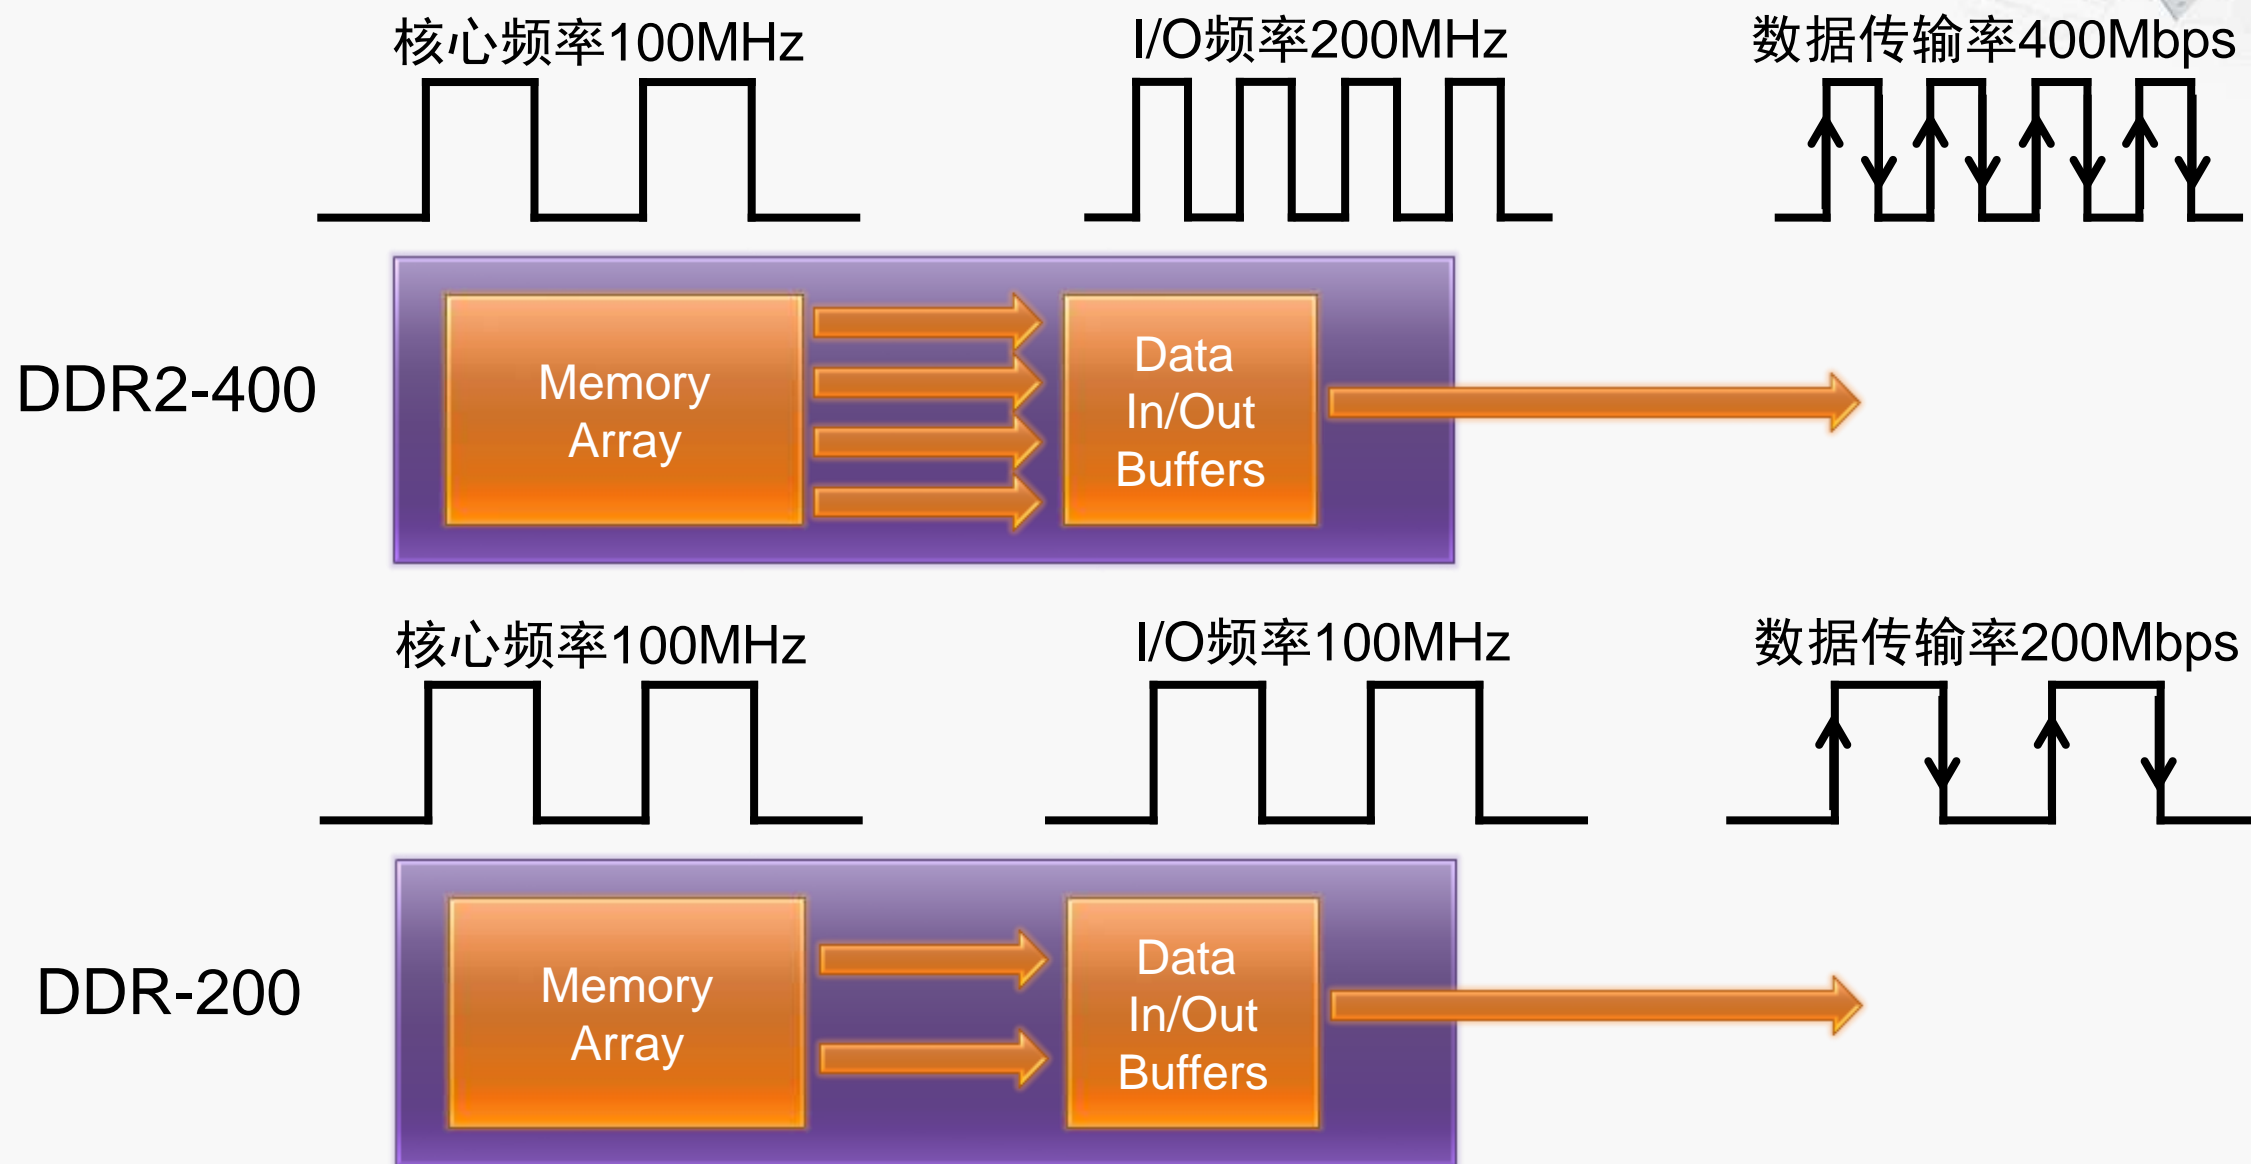 核心频率100MHz
I/O频率200MHz
数据传输率400Mbps
DDR2-400
Memory
Array
Data
In/Out
Buffers
核心频率100MHz
I/O频率100MHz
数据传输率200Mbps
DDR-200
Memory
Array
Data
In/Out
Buffers